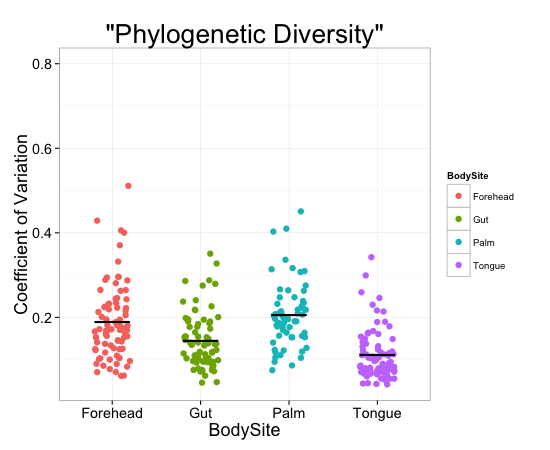 "Phylogenetic Diversity"
0.8
0.6
0.4
0.2
Coefficient of Variation
Forehead Gut Palm Tongue
BodySite
BodySite
Forehead
Gut
Palm
Tongue